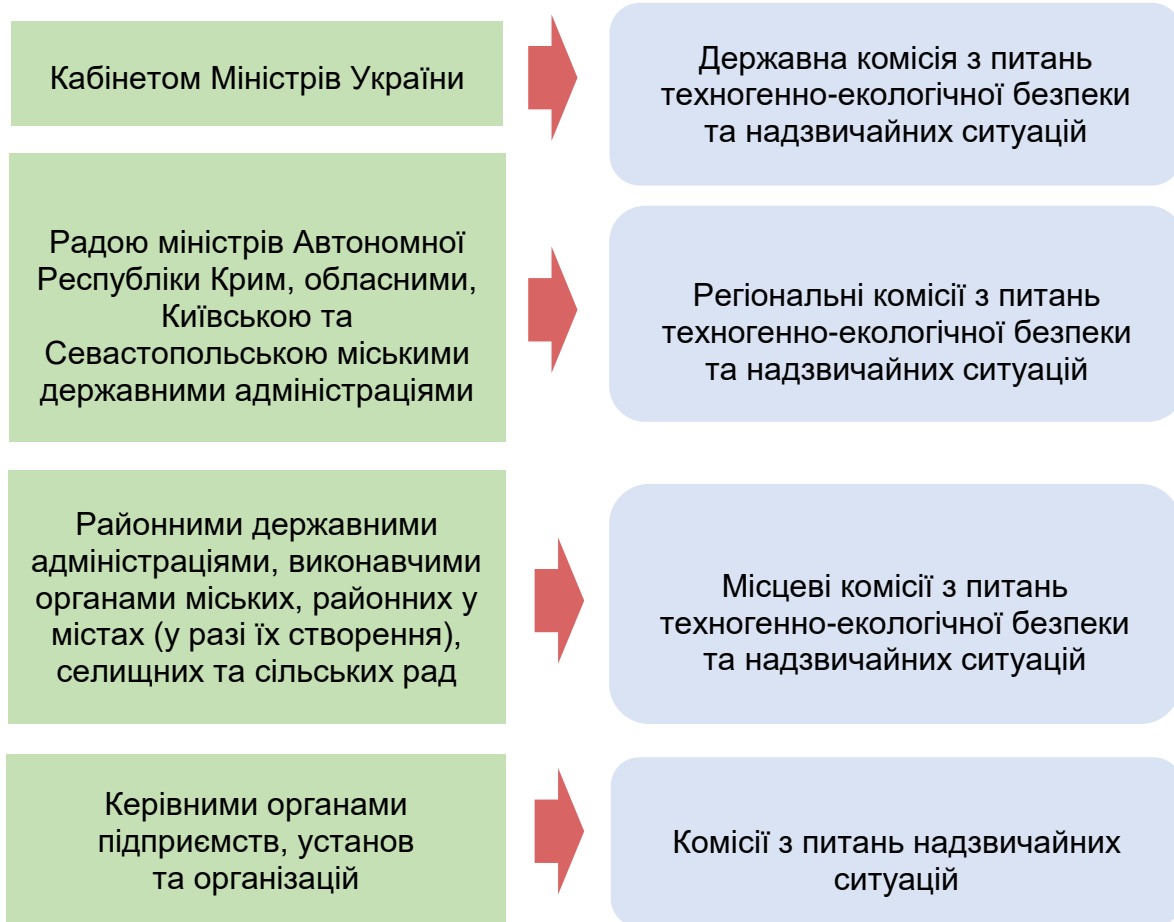 Кабінетом Міністрів України
Державна комісія з питань
техногенно-екологічної безпеки
та надзвичайних ситуацій
Радою міністрів Автономної
Республіки Крим, обласними,
Київською та
Севастопольською міськими
державними адміністраціями
Регіональні комісії з питань
техногенно-екологічної безпеки
та надзвичайних ситуацій
Районними державними
адміністраціями, виконавчими
органами міських, районних у
містах (у разі їх створення),
селищних та сільських рад
Місцеві комісії з питань
техногенно-екологічної безпеки
та надзвичайних ситуацій
Керівними органами
підприємств, установ
та організацій
Комісії з питань надзвичайних
ситуацій